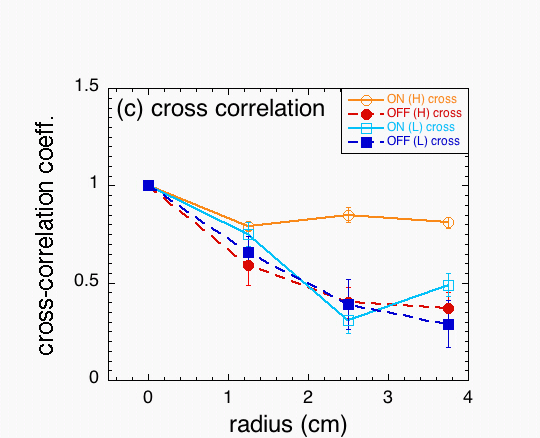 (c) cross correlation
ON (H) cross
OFF (H) cross
ON (L) cross
OFF (L) cross
cross-correlation coeff.
1.5
1
0.5
0
0 1 2 3 4
radius (cm)